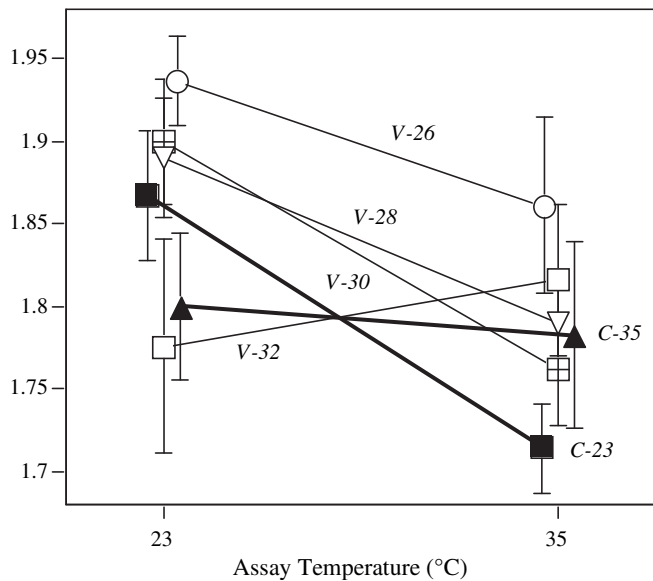 1.95
1.9
1.85
1.8
1.75
1.7
V-26
V-28
V-30
V-32
C-35
C-23
23
35
Assay Temperature (°C)